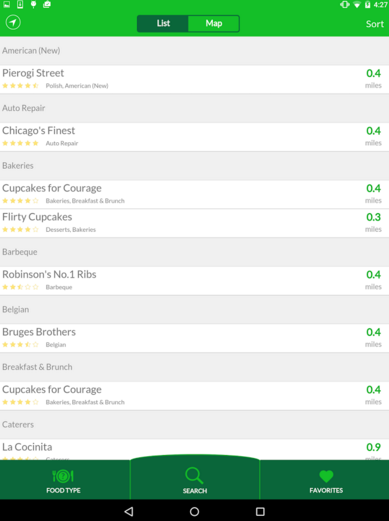 4:27
List
Map
Sort
American (New)
Pierogi Street
0.4
Polish, American (New)
miles
Auto Repair
Chicago's Finest
0.4
Auto Repair
miles
Bakeries
Cupcakes for Courage
0.4
Bakeries, Breakfast & Brunch
miles
Flirty Cupcakes
0.3
Desserts, Bakeries
miles
Barbeque
Robinson's No.1 Ribs
0.4
Barbeque
miles
Belgian
Bruges Brothers
0.4
Belgian
miles
Breakfast & Brunch
Cupcakes for Courage
0.4
Bakeries, Breakfast & Brunch
miles
Caterers
La Cocinita
0.9
Caterers
miles
FOOD TYPE
SEARCH
FAVORITES